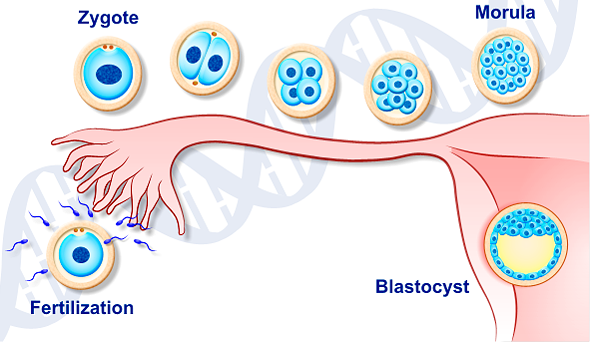 Zygote
Morula
Blastocyst
Fertilization